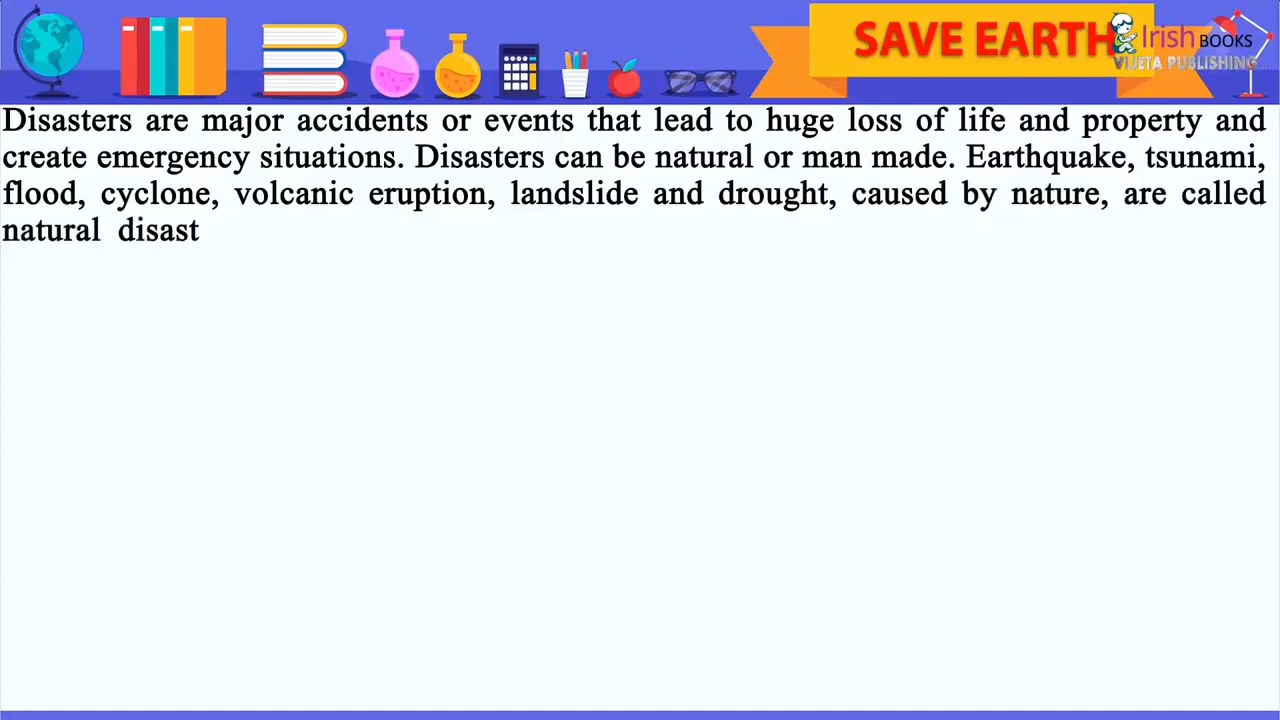 SAVE EARTH
Irish BOOKS
VIJETA PUBLISHING
Disasters are major accidents or events that lead to huge loss of life and property and
create emergency situations. Disasters can be natural or man made. Earthquake, tsunami,
flood, cyclone, volcanic eruption, landslide and drought, caused by nature, are called
natural disast